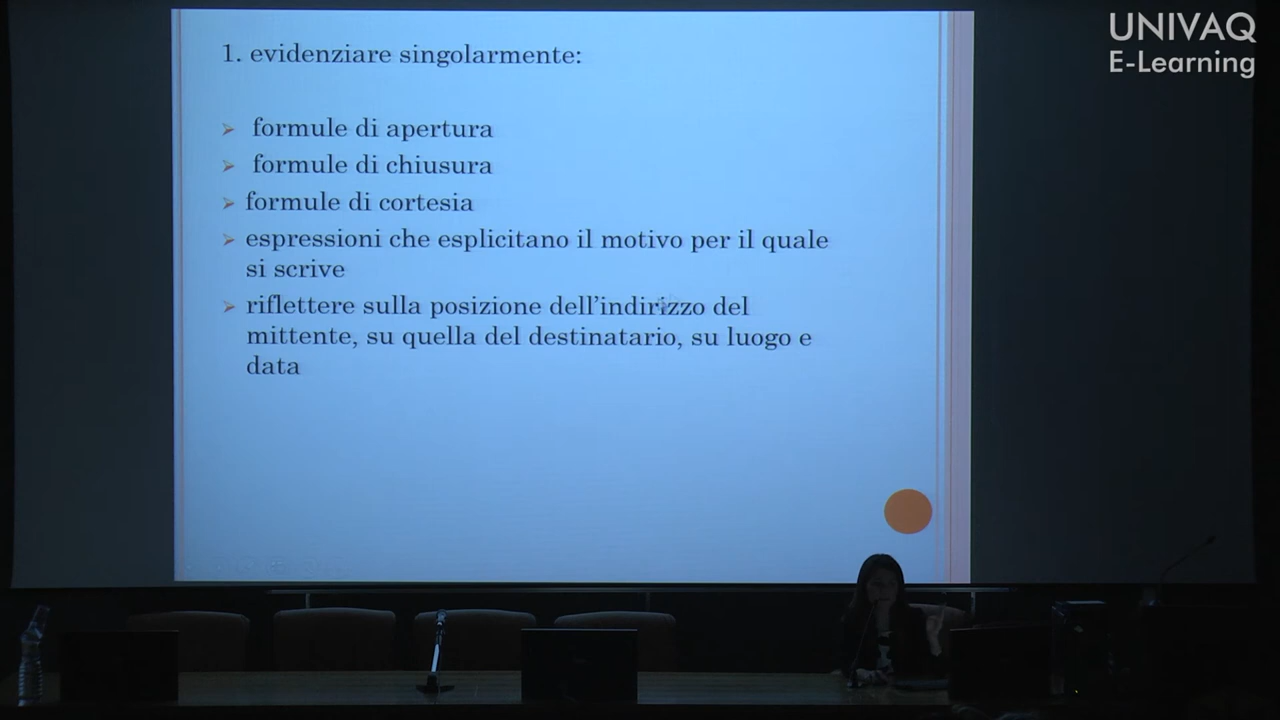 UNIVAQ
E-Learning
1. evidenziare singolarmente:
formule di apertura
formule di chiusura
formule di cortesia
espressioni che esplicitano il motivo per il quale
si scrive
riflettere sulla posizione dell'indirizzo del
mittente, su quella del destinatario, su luogo e
data